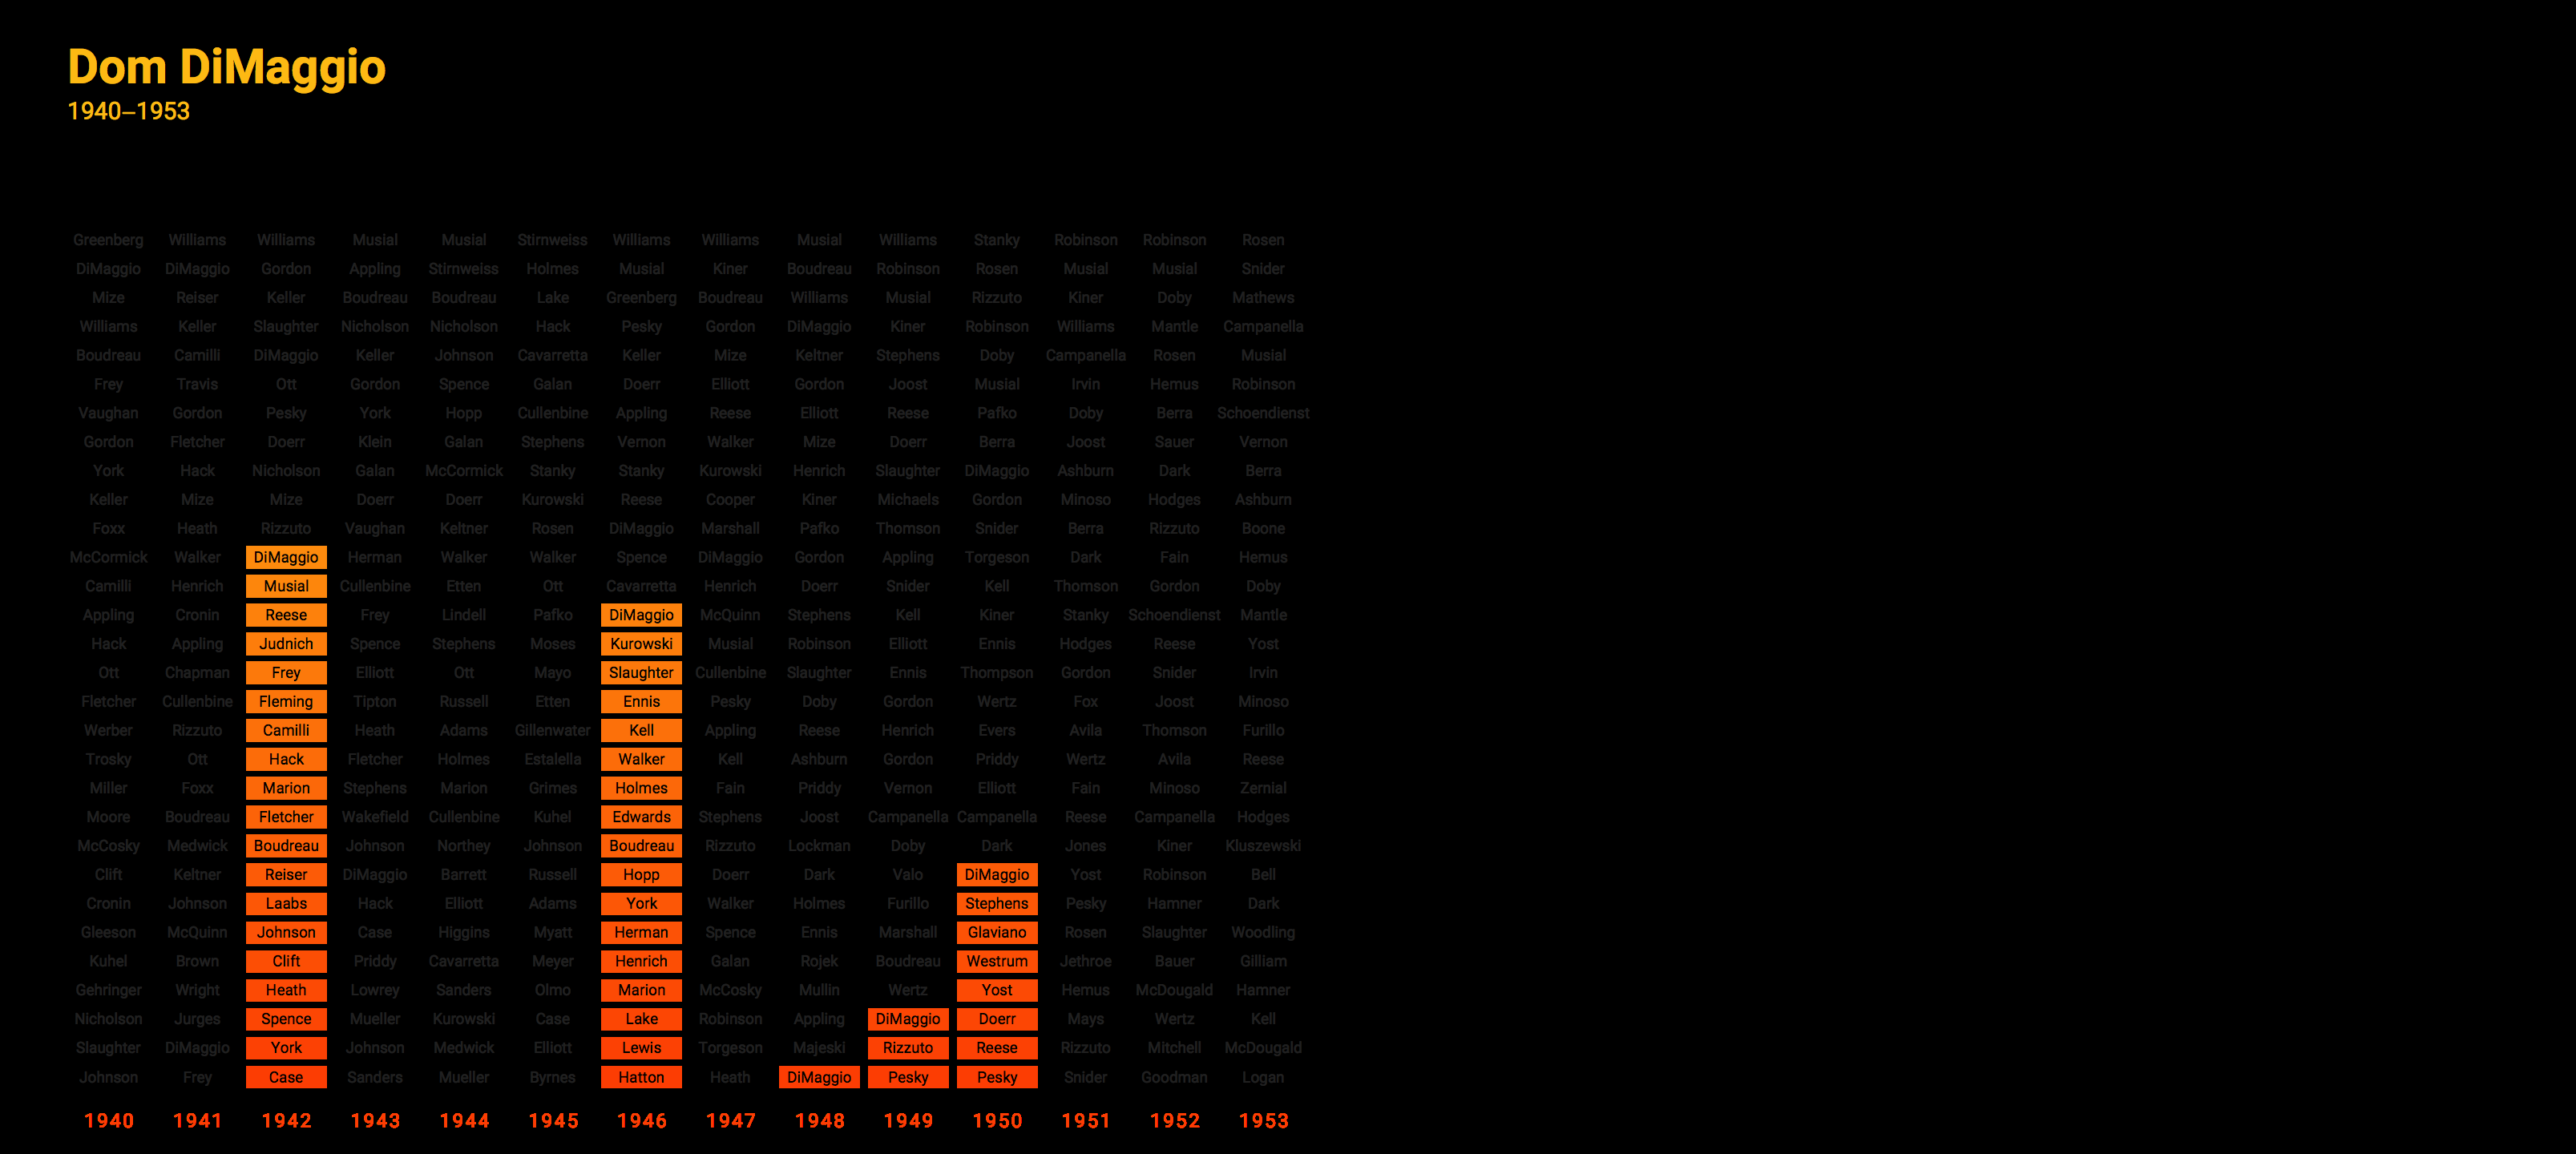 Dom DiMaggio
1940–1953
Greenberg Williams Williams Musial Musial Stirnweiss Williams Williams Musial Williams Stanky Robinson Robinson Rosen
DiMaggio DiMaggio Gordon Appling Stirnweiss Holmes Musial Kiner Boudreau Robinson Rosen Musial Musial Snider
Mize Reiser Keller Boudreau Boudreau Lake Greenberg Boudreau Williams Musial Rizzuto Kiner Doby Mathews
Williams Keller Slaughter Nicholson Nicholson Hack Pesky Gordon DiMaggio Kiner Robinson Williams Mantle Campanella
Boudreau Camilli DiMaggio Keller Johnson Cavarretta Keller Mize Keltner Stephens Doby Campanella Rosen Musial
Frey Travis Ott Gordon Spence Galan Doerr Elliott Gordon Joost Musial Irvin Hemus Robinson
Vaughan Gordon Pesky York Hopp Cullenbine Appling Reese Elliott Reese Pafko Doby Berra Schoendienst
Gordon Fletcher Doerr Klein Galan Stephens Vernon Walker Mize Doerr Berra Joost Sauer Vernon
York Hack Nicholson Galan McCormick Stanky Stanky Kurowski Henrich Slaughter DiMaggio Ashburn Dark Berra
Keller Mize Mize Doerr Doerr Kurowski Reese Cooper Kiner Michaels Gordon Minoso Hodges Ashburn
Foxx Heath Rizzuto Vaughan Keltner Rosen DiMaggio Marshall Pafko Thomson Snider Berra Rizzuto Boone
McCormick Walker DiMaggio Herman Walker Walker Spence DiMaggio Gordon Appling Torgeson Dark Fain Hemus
Camilli Henrich Musial Cullenbine Etten Ott Cavarretta Henrich Doerr Snider Kell Thomson Gordon Doby
Appling Cronin Reese Frey Lindell Pafko DiMaggio McQuinn Stephens Kell Kiner Stanky Schoendienst Mantle
Hack Appling Judnich Spence Stephens Moses Kurowski Musial Robinson Elliott Ennis Hodges Reese Yost
Ott Chapman Frey Elliott Ott Mayo Slaughter Cullenbine Slaughter Ennis Thompson Gordon Snider Irvin
Fletcher Cullenbine Fleming Tipton Russell Etten Ennis Pesky Doby Gordon Wertz Fox Joost Minoso
Werber Rizzuto Camilli Heath Adams Gillenwater Kell Appling Reese Henrich Evers Avila Thomson Furillo
Trosky Ott Hack Fletcher Holmes Estalella Walker Kell Ashburn Gordon Priddy Wertz Avila Reese
Miller Foxx Marion Stephens Marion Grimes Holmes Fain Priddy Vernon Elliott Fain Minoso Zernial
Moore Boudreau Fletcher Wakefield Cullenbine Kuhel Edwards Stephens Joost Campanella Campanella Reese Campanella Hodges
McCosky Medwick Boudreau Johnson Northey Johnson Boudreau Rizzuto Lockman Doby Dark Jones Kiner Kluszewski
Clift Keltner Reiser DiMaggio Barrett Russell Hopp Doerr Dark Valo DiMaggio Yost Robinson Bell
Cronin Johnson Laabs Hack Elliott Adams York Walker Holmes Furillo Stephens Pesky Hamner Dark
Gleeson McQuinn Johnson Case Higgins Myatt Herman Spence Ennis Marshall Glaviano Rosen Slaughter Woodling
Kuhel Brown Clift Priddy Cavarretta Meyer Henrich Galan Rojek Boudreau Westrum Jethroe Bauer Gilliam
Gehringer Wright Heath Lowrey Sanders Olmo Marion McCosky Mullin Wertz Yost Hemus McDougald Hamner
Nicholson Jurges Spence Mueller Kurowski Case Lake Robinson Appling DiMaggio Doerr Mays Wertz Kell
Slaughter DiMaggio York Johnson Medwick Elliott Lewis Torgeson Majeski Rizzuto Reese Rizzuto Mitchell McDougald
Johnson Frey Case Sanders Mueller Byrnes Hatton Heath DiMaggio Pesky Pesky Snider Goodman Logan
1940 1941 1942 1943 1944 1945 1946 1947 1948 1949 1950 1951 1952 1953